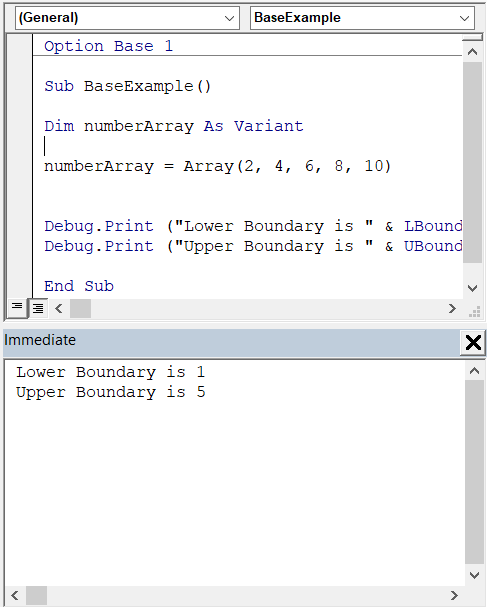 (General) BaseExample
Option Base 1
Sub BaseExample()
Dim numberArray As Variant
numberArray = Array(2, 4, 6, 8, 10)
Debug.Print ("Lower Boundary is " & LBound
Debug.Print ("Upper Boundary is " & UBound
End Sub
Immediate
Lower Boundary is 1
Upper Boundary is 5